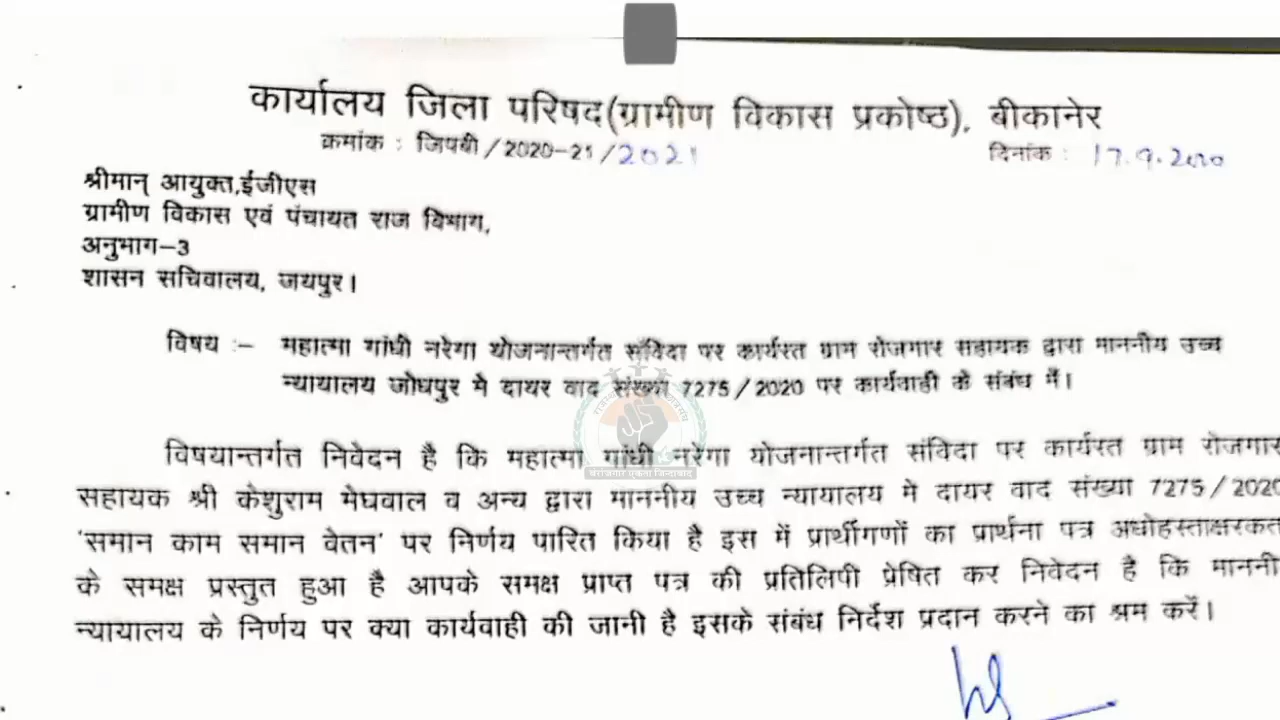 कार्यालय जिला परिषद(ग्रामीण विकास प्रकोष्ठ), बीकानेर
क्रमांक : जिपबी/2020-21/2021 दिनांक : 17.9.2020
श्रीमान् आयुक्त,ईजीएस
ग्रामीण विकास एवं पंचायत राज विभाग,
अनुभाग-3
शासन सचिवालय, जयपुर।
विषय :- महात्मा गांधी नरेगा योजनान्तर्गत संविदा पर कार्यरत ग्राम रोजगार सहायक द्वारा माननीय उच्च
न्यायालय जोधपुर मे दायर वाद संख्या 7275/2020 पर कार्यवाही के संबंध में।
विषयान्तर्गत निवेदन है कि महात्मा गांधी नरेगा योजनान्तर्गत संविदा पर कार्यरत ग्राम रोजगार
सहायक श्री केशुराम मेघवाल व अन्य द्वारा माननीय उच्च न्यायालय मे दायर वाद संख्या 7275/2020
'समान काम समान वेतन' पर निर्णय पारित किया है इस में प्रार्थीगणों का प्रार्थना पत्र अधोहस्ताक्षरकत
के समक्ष प्रस्तुत हुआ है आपके समक्ष प्राप्त पत्र की प्रतिलिपी प्रेषित कर निवेदन है कि माननी
न्यायालय के निर्णय पर क्या कार्यवाही की जानी है इसके संबंध निर्देश प्रदान करने का श्रम करें।